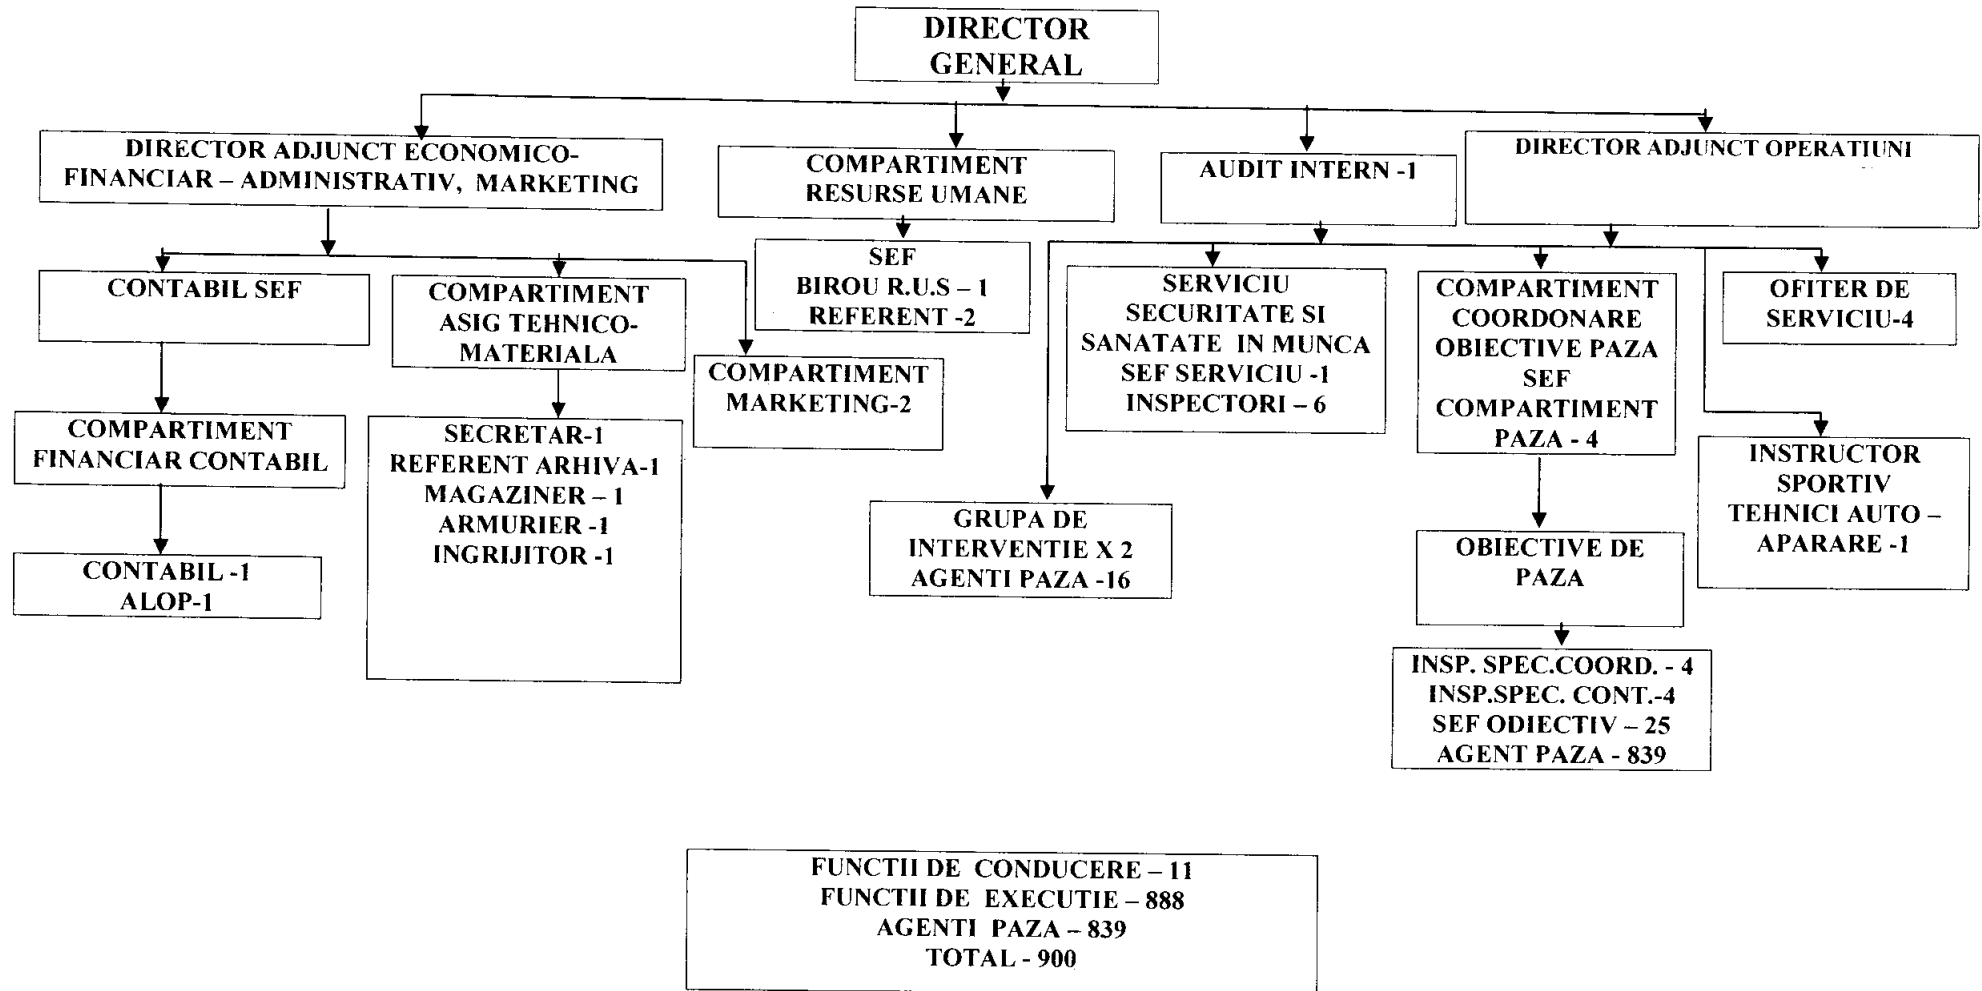 DIRECTOR
GENERAL
DIRECTOR ADJUNCT ECONOMICO-
FINANCIAR – ADMINISTRATIV, MARKETING
COMPARTIMENT
RESURSE UMANE
AUDIT INTERN -1
DIRECTOR ADJUNCT OPERATIUNI
CONTABIL SEF
COMPARTIMENT
ASIG TEHNICO-
MATERIALA
COMPARTIMENT
MARKETING-2
SEF
BIROU R.U.S – 1
REFERENT -2
SERVICIU
SECURITATE SI
SANATATE IN MUNCA
SEF SERVICIU -1
INSPECTORI – 6
COMPARTIMENT
COORDONARE
OBIECTIVE PAZA
SEF
COMPARTIMENT
PAZA - 4
OFITER DE
SERVICIU-4
COMPARTIMENT
FINANCIAR CONTABIL
SECRETAR-1
REFERENT ARHIVA-1
MAGAZINER – 1
ARMURIER -1
INGRIJITOR -1
GRUPA DE
INTERVENTIE X 2
AGENTI PAZA -16
INSTRUCTOR
SPORTIV
TEHNICI AUTO –
APARARE -1
CONTABIL -1
ALOP-1
OBIECTIVE DE
PAZA
INSP. SPEC.COORD. - 4
INSP.SPEC. CONT.-4
SEF ODIECTIV – 25
AGENT PAZA - 839
FUNCTII DE CONDUCERE – 11
FUNCTII DE EXECUTIE – 888
AGENTI PAZA – 839
TOTAL - 900